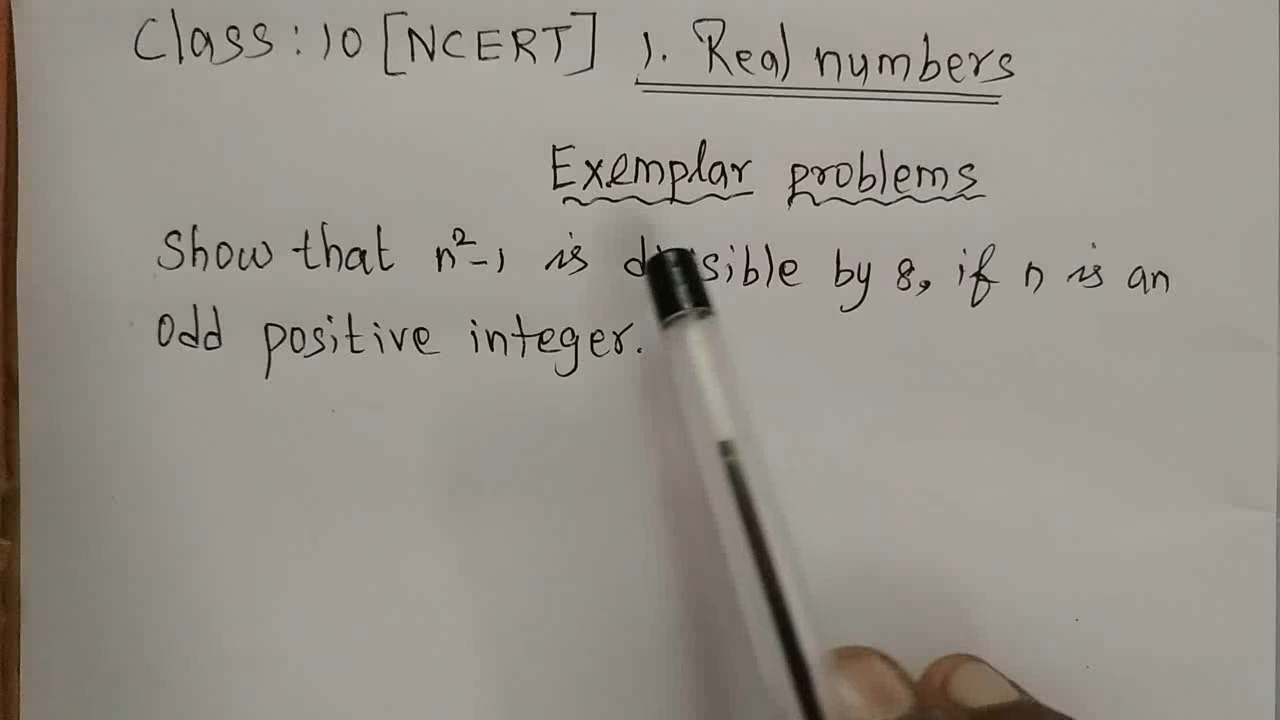 Class : 10 [NCERT] 1. Real numbers
Exemplar problems
Show that n²-1 is divisible by 8, if n is an
odd positive integer.